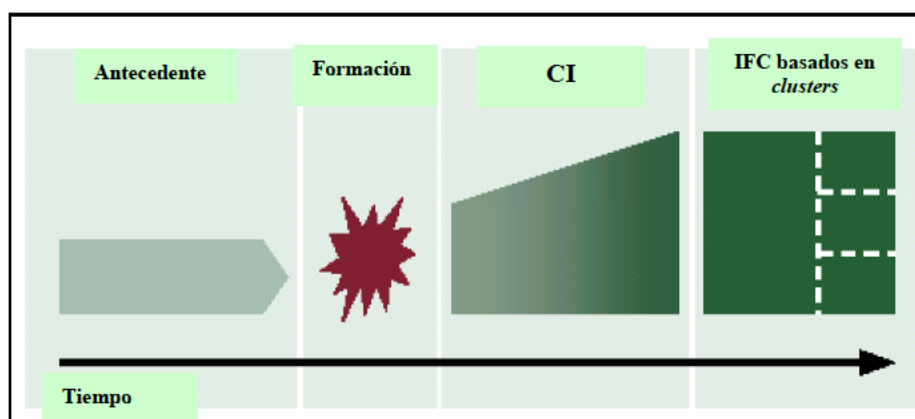 Antecedente
Formación
CI
IFC basados en
clusters
Tiempo